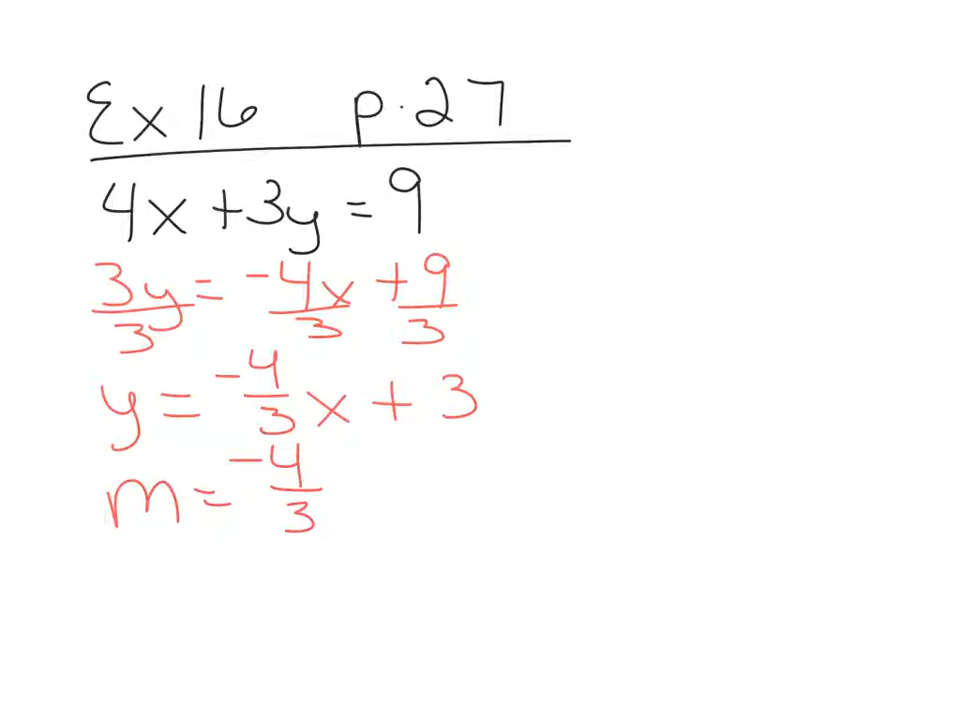 Ex 16 p.27
4x + 3y = 9
3y/3 = -4x/3 + 9/3
y = -4/3 x + 3
m = -4/3